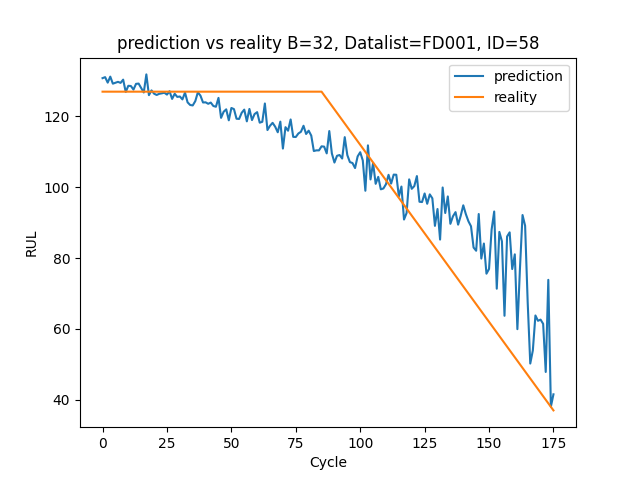 prediction vs reality B=32, Datalist=FD001, ID=58
prediction
reality
120
100
80
60
40
RUL
0 25 50 75 100 125 150 175
Cycle